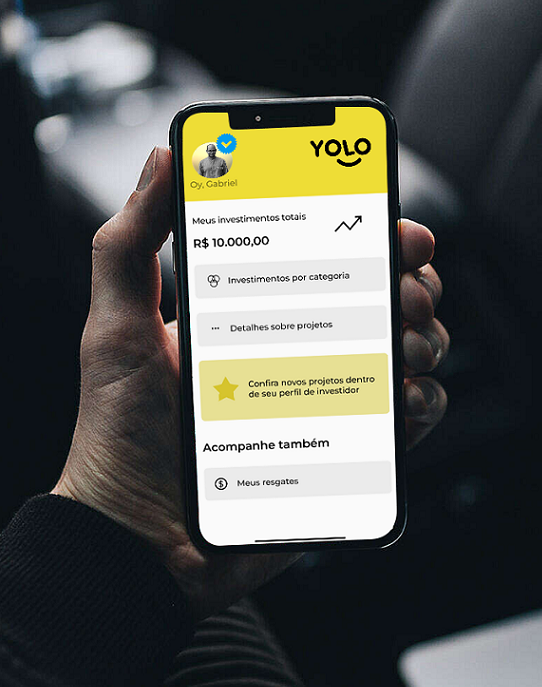 YOLO
Oy, Gabriel
Meus investimentos totais
R$ 10.000,00
Investimentos por categoria
Detalhes sobre projetos
Confira novos projetos dentro
de seu perfil de investidor
Acompanhe também
$ Meus resgates